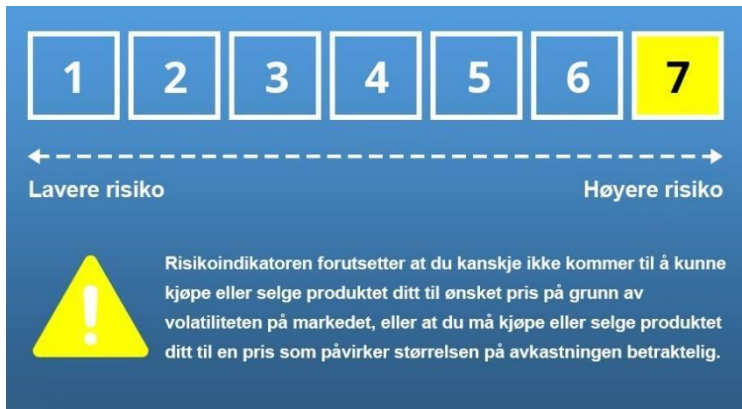 1 2 3 4 5 6 7
Lavere risiko Høyere risiko
Risikoindikatoren forutsetter at du kanskje ikke kommer til å kunne
kjøpe eller selge produktet ditt til ønsket pris på grunn av
volatiliteten på markedet, eller at du må kjøpe eller selge produktet
ditt til en pris som påvirker størrelsen på avkastningen betraktelig.